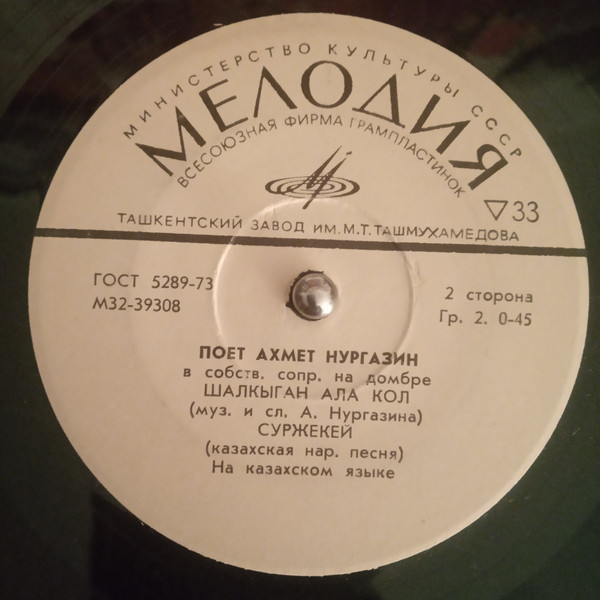 МИНИСТЕРСТВО КУЛЬТУРЫ СССР
МЕЛОДИЯ
ВСЕСОЮЗНАЯ ФИРМА ГРАМПЛАСТИНОК
▽33
ТАШКЕНТСКИЙ ЗАВОД ИМ.М.Т.ТАШМУХАМЕДОВА
ГОСТ 5289-73
М32-39308
2 сторона
Гр. 2. 0-45
ПОЕТ АХМЕТ НУРГАЗИН
в собств. сопр. на домбре
ШАЛКЫГАН АЛА КОЛ
(муз. и сл. А. Нургазина)
СУРЖЕКЕЙ
(казахская нар. песня)
На казахском языке